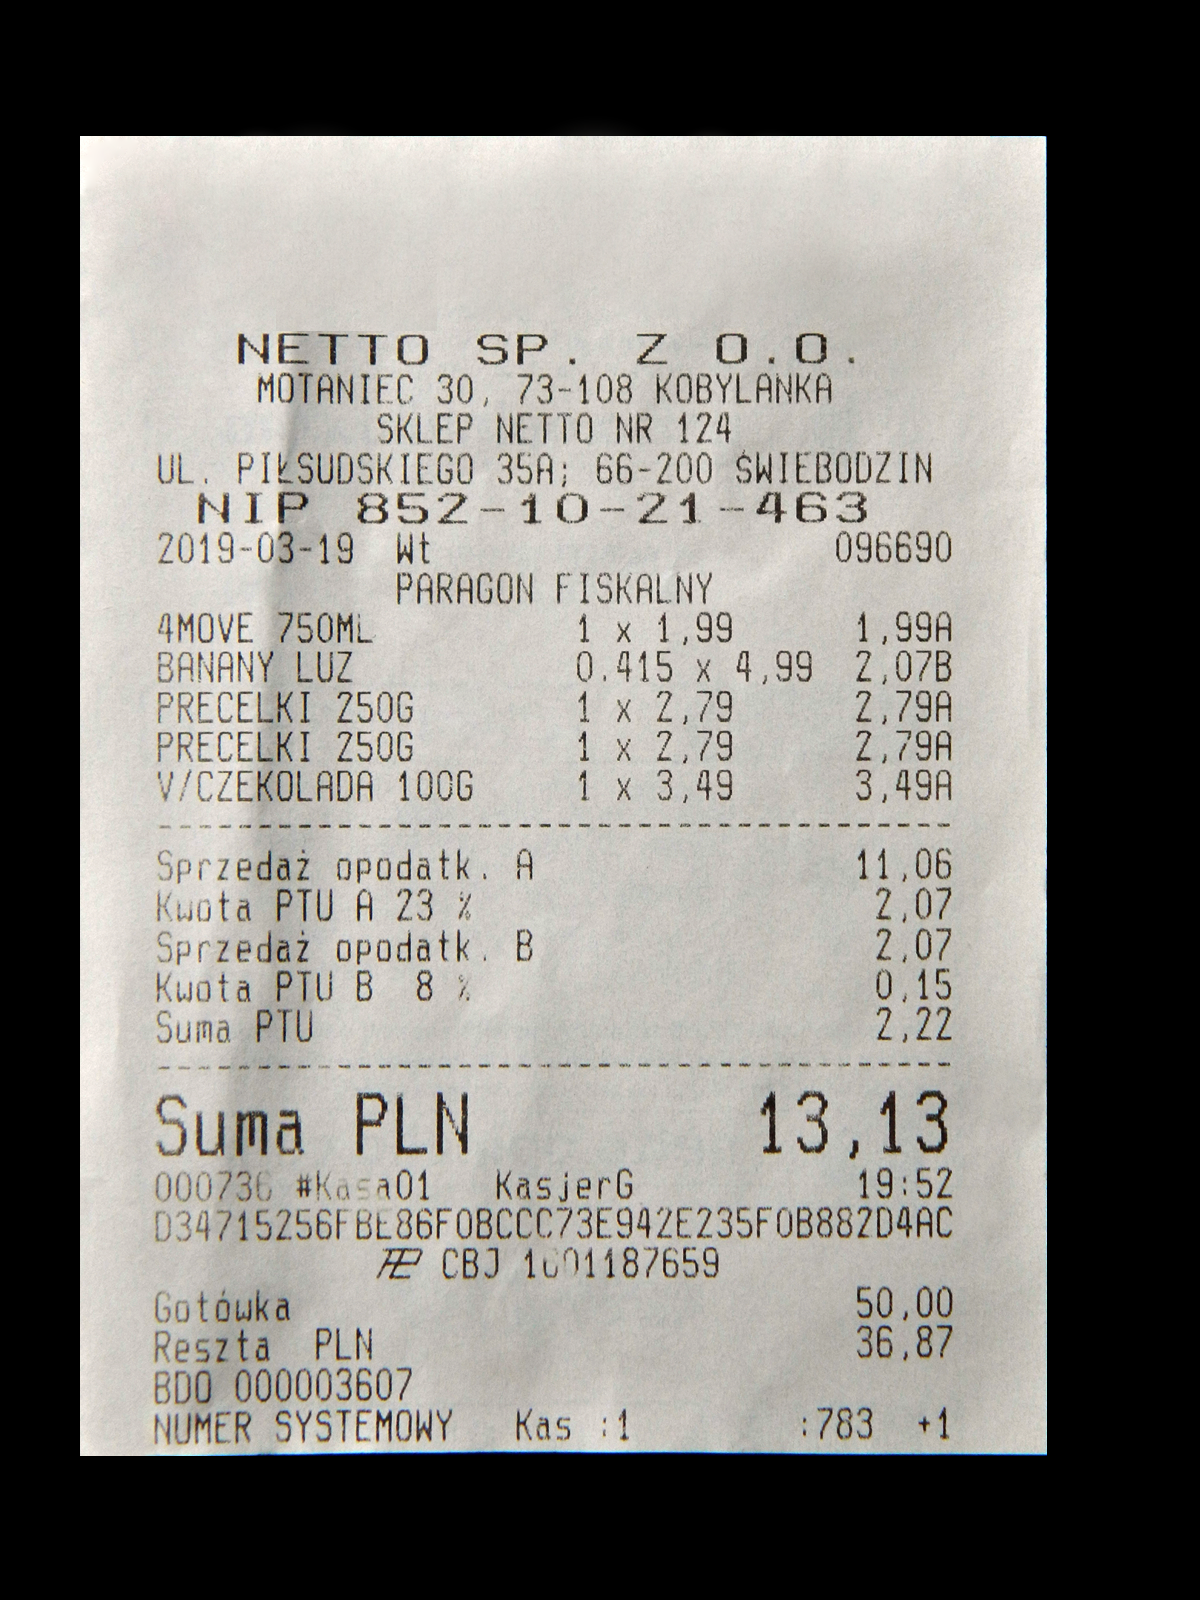 NETTO SP. Z O.O.
MOTANIEC 30, 73-108 KOBYLANKA
SKLEP NETTO NR 124
UL. PIŁSUDSKIEGO 35A; 66-200 ŚWIEBODZIN
NIP 852-10-21-463
2019-03-19 Wt 096690
PARAGON FISKALNY
4MOVE 750ML 1 x 1,99 1,99A
BANANY LUZ 0.415 x 4,99 2,07B
PRECELKI 250G 1 x 2,79 2,79A
PRECELKI 250G 1 x 2,79 2,79A
V/CZEKOLADA 100G 1 x 3,49 3,49A
Sprzedaż opodatk. A 11,06
Kwota PTU A 23 % 2,07
Sprzedaż opodatk. B 2,07
Kwota PTU B 8 % 0,15
Suma PTU 2,22
Suma PLN 13,13
000736 #Kasa01 KasjerG 19:52
D34715256FBE86F0BCCC73E942E235F0B882D4AC
CBJ 1601187659
Gotówka 50,00
Reszta PLN 36,87
BDO 000003607
NUMER SYSTEMOWY Kas :1 :783 +1